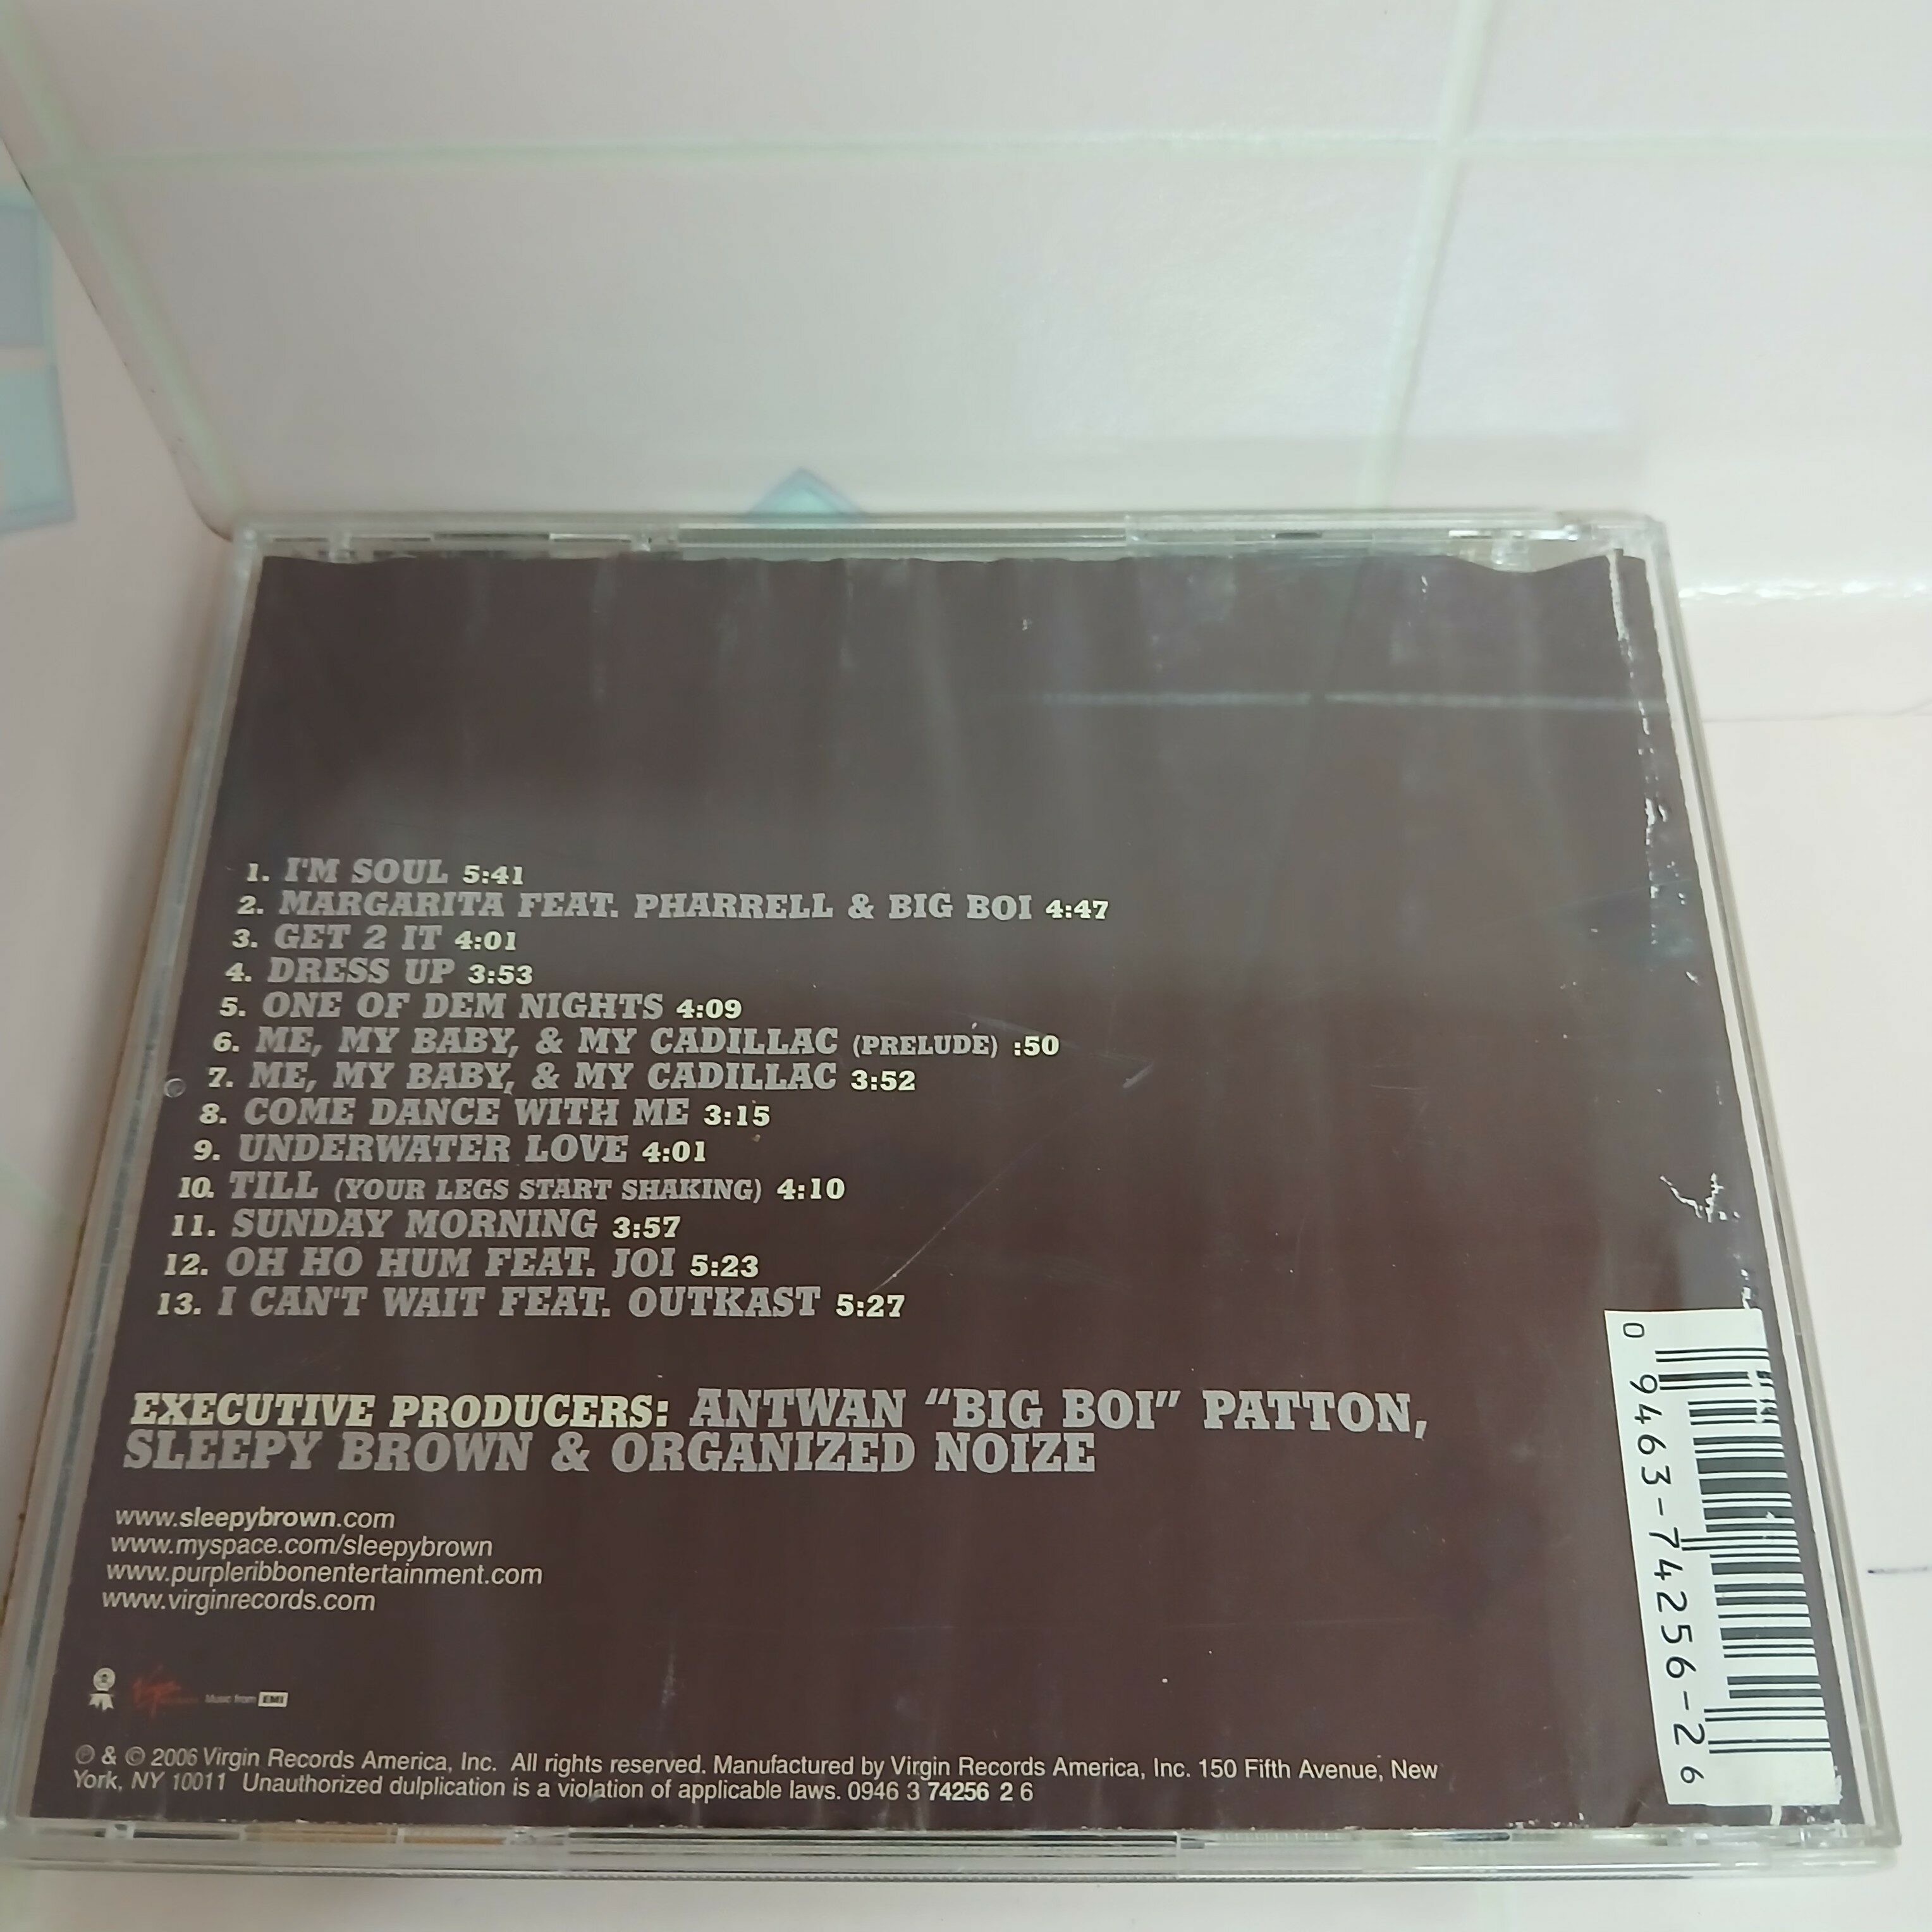 1. I'M SOUL 5:41
2. MARGARITA FEAT. PHARRELL & BIG BOI 4:47
3. GET 2 IT 4:01
4. DRESS UP 3:53
5. ONE OF DEM NIGHTS 4:09
6. ME, MY BABY, & MY CADILLAC (PRELUDE) :50
7. ME, MY BABY, & MY CADILLAC 3:52
8. COME DANCE WITH ME 3:15
9. UNDERWATER LOVE 4:01
10. TILL (YOUR LEGS START SHAKING) 4:10
11. SUNDAY MORNING 3:57
12. OH HO HUM FEAT. JOI 5:23
13. I CAN'T WAIT FEAT. OUTKAST 5:27
EXECUTIVE PRODUCERS: ANTWAN “BIG BOI” PATTON,
SLEEPY BROWN & ORGANIZED NOIZE
www.sleepybrown.com
www.myspace.com/sleepybrown
www.purpleribbonentertainment.com
www.virginrecords.com
Virgin Music from EMI
℗ & © 2006 Virgin Records America, Inc. All rights reserved. Manufactured by Virgin Records America, Inc. 150 Fifth Avenue, New
York, NY 10011 Unauthorized dulplication is a violation of applicable laws. 0946 3 74256 2 6
0 9463-74256-26